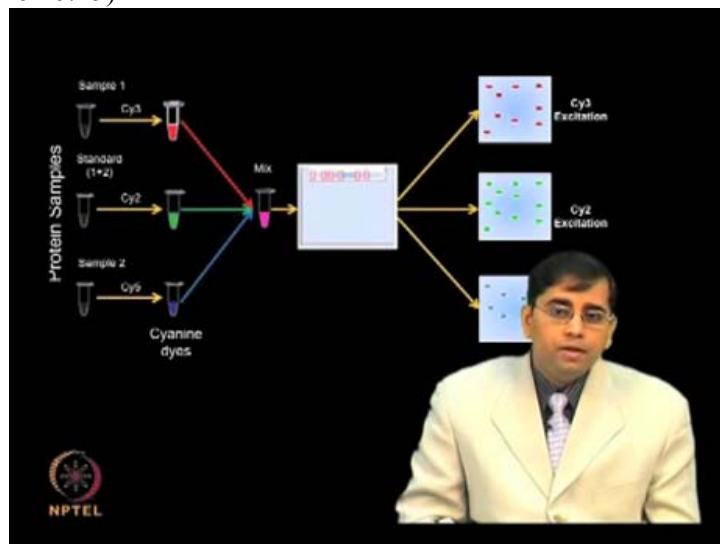 Sample 1
Cy3
Standard
(1+2)
Cy2
Sample 2
Cy5
Protein Samples
Cyanine
dyes
Mix
Cy3
Excitation
Cy2
Excitation
NPTEL